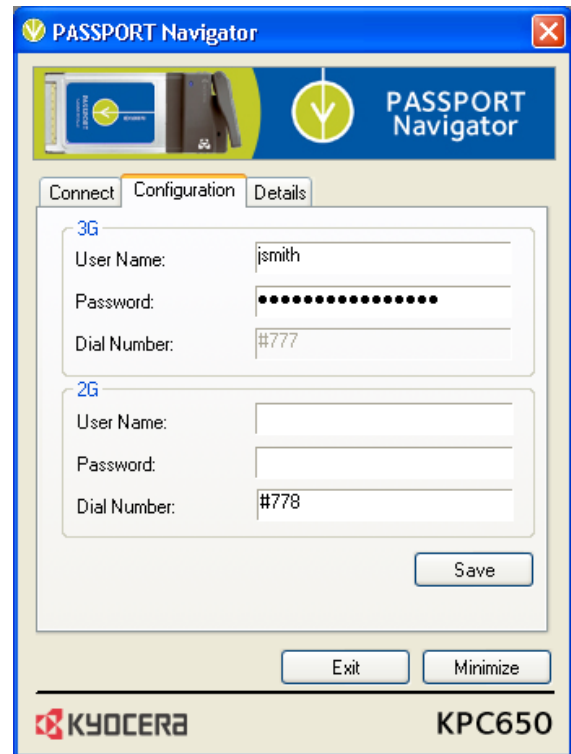 PASSPORT Navigator
PASSPORT
Navigator
Connect Configuration Details
3G
User Name: jsmith
Password: ●●●●●●●●●●●●●●●●
Dial Number: #777
2G
User Name:
Password:
Dial Number: #778
Save
Exit Minimize
KYOCERA KPC650